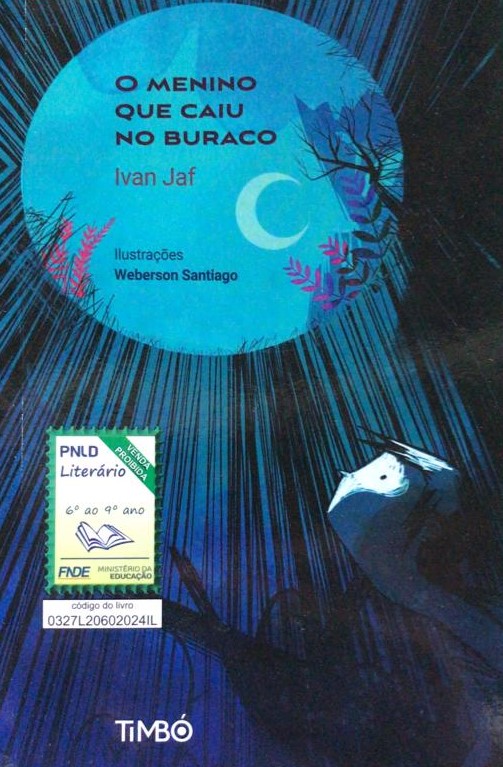 O MENINO
QUE CAIU
NO BURACO
Ivan Jaf
Ilustrações
Weberson Santiago
PNLD
Literário
VENDA
PROIBIDA
6º ao 9º ano
FNDE
MINISTÉRIO DA
EDUCAÇÃO
código do livro
0327L20602024IL
TIMBÓ